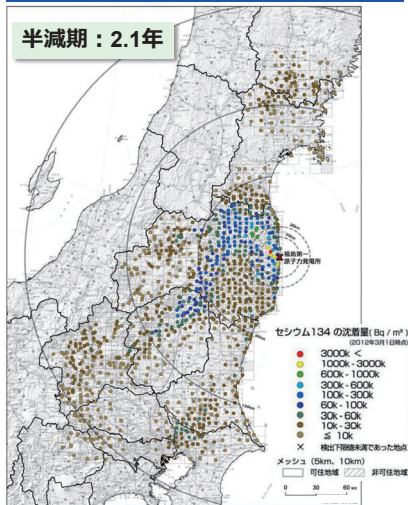 半減期：2.1年
福島第一
原子力発電所
セシウム134 の沈着量( Bq / m² )
(2012年3月1日時点)
3000k <
1000k - 3000k
600k - 1000k
300k - 600k
100k - 300k
60k - 100k
30k - 60k
10k - 30k
≦ 10k
× 検出下限値未満であった地点
メッシュ (5km、10km)
可住地域 非可住地域
0 30 60 km